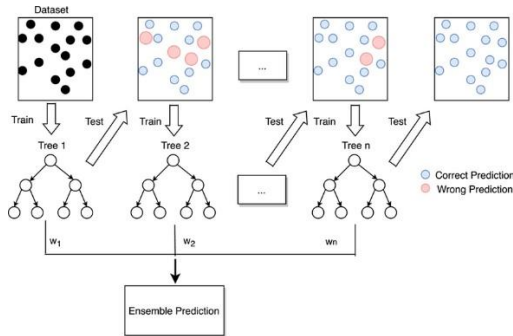 Dataset
...
Train
Test
Train
Test
Train
Test
Tree 1
Tree 2
Tree n
...
Correct Prediction
Wrong Prediction
w1
w2
wn
Ensemble Prediction